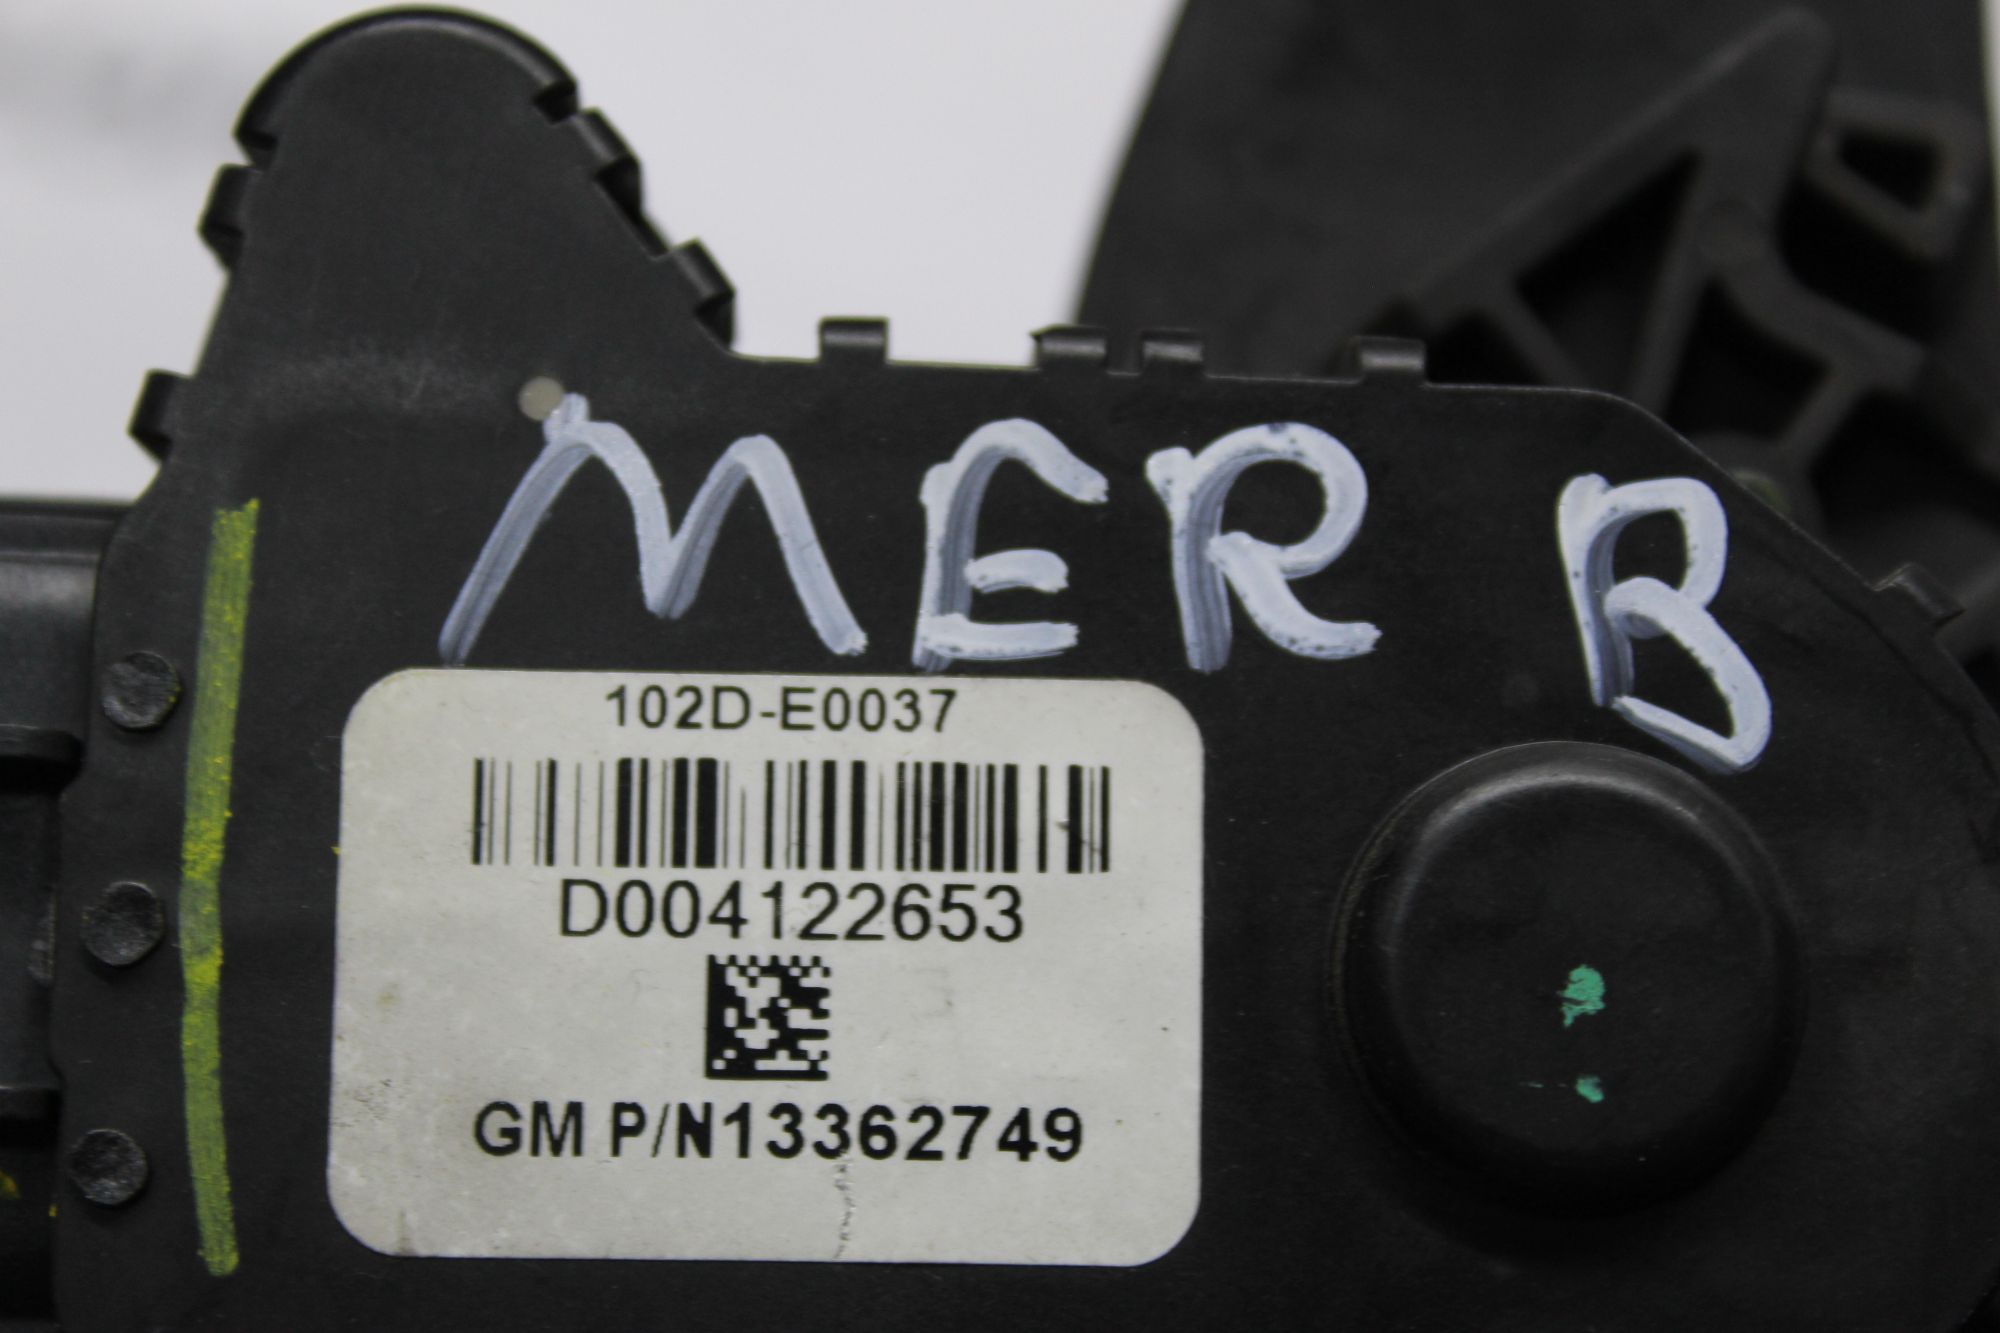 MER B
102D-E0037
D004122653
GM P/N13362749